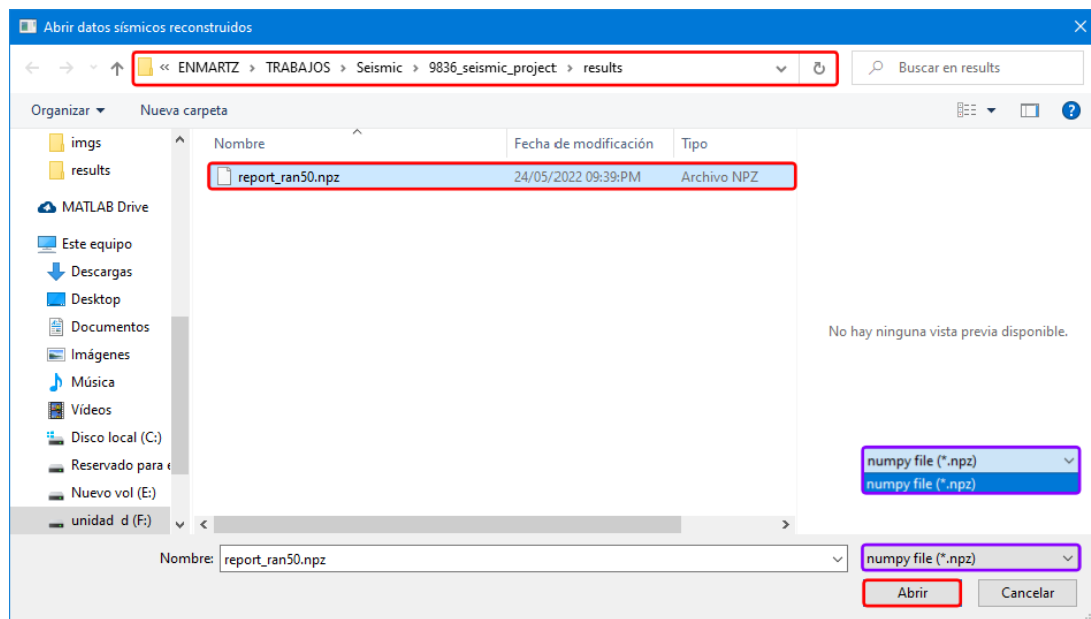 Abrir datos sísmicos reconstruidos
« ENMARTZ > TRABAJOS > Seismic > 9836_seismic_project > results
Buscar en results
Organizar
Nueva carpeta
imgs
results
MATLAB Drive
Este equipo
Descargas
Desktop
Documentos
Imágenes
Música
Vídeos
Disco local (C:)
Reservado para
Nuevo vol (E:)
unidad d (F:)
Nombre Fecha de modificación Tipo
report_ran50.npz 24/05/2022 09:39:PM Archivo NPZ
No hay ninguna vista previa disponible.
numpy file (*.npz)
numpy file (*.npz)
Nombre: report_ran50.npz
numpy file (*.npz)
Abrir Cancelar